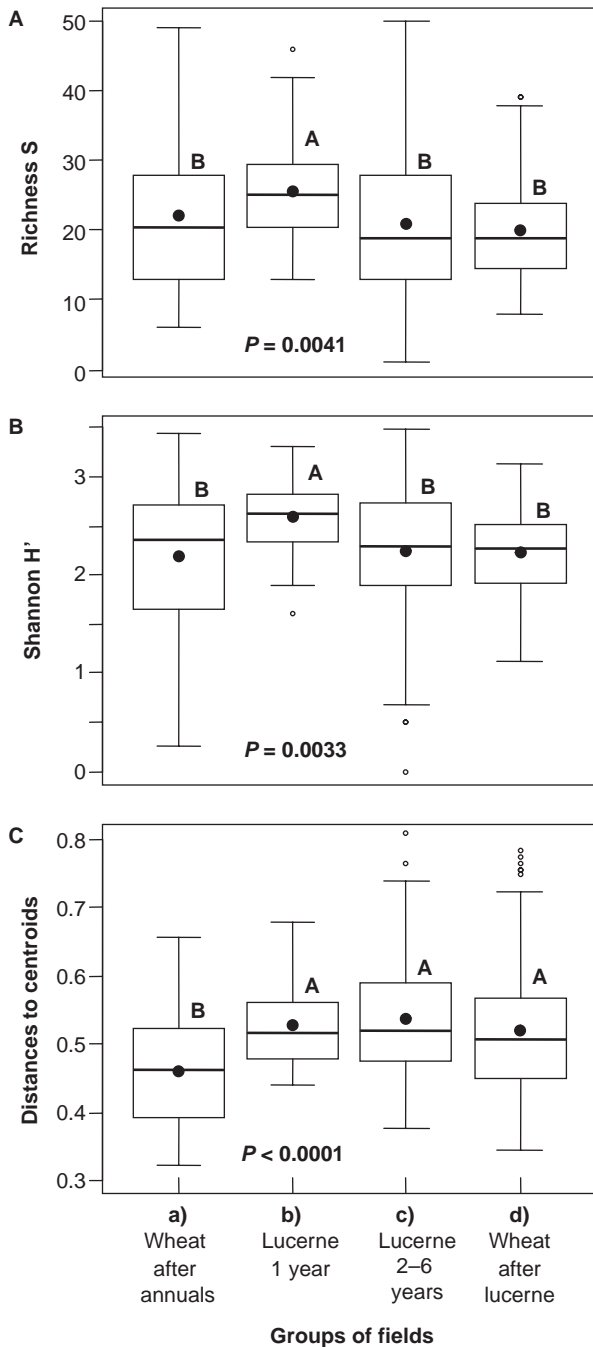 A
Richness S
50
40
30
20
10
0
B
A
B
B
P = 0.0041
B
Shannon H'
3
2
1
0
B
A
B
B
P = 0.0033
C
Distances to centroids
0.8
0.7
0.6
0.5
0.4
0.3
B
A
A
A
P < 0.0001
a)
Wheat
after
annuals
b)
Lucerne
1 year
c)
Lucerne
2–6
years
d)
Wheat
after
lucerne
Groups of fields